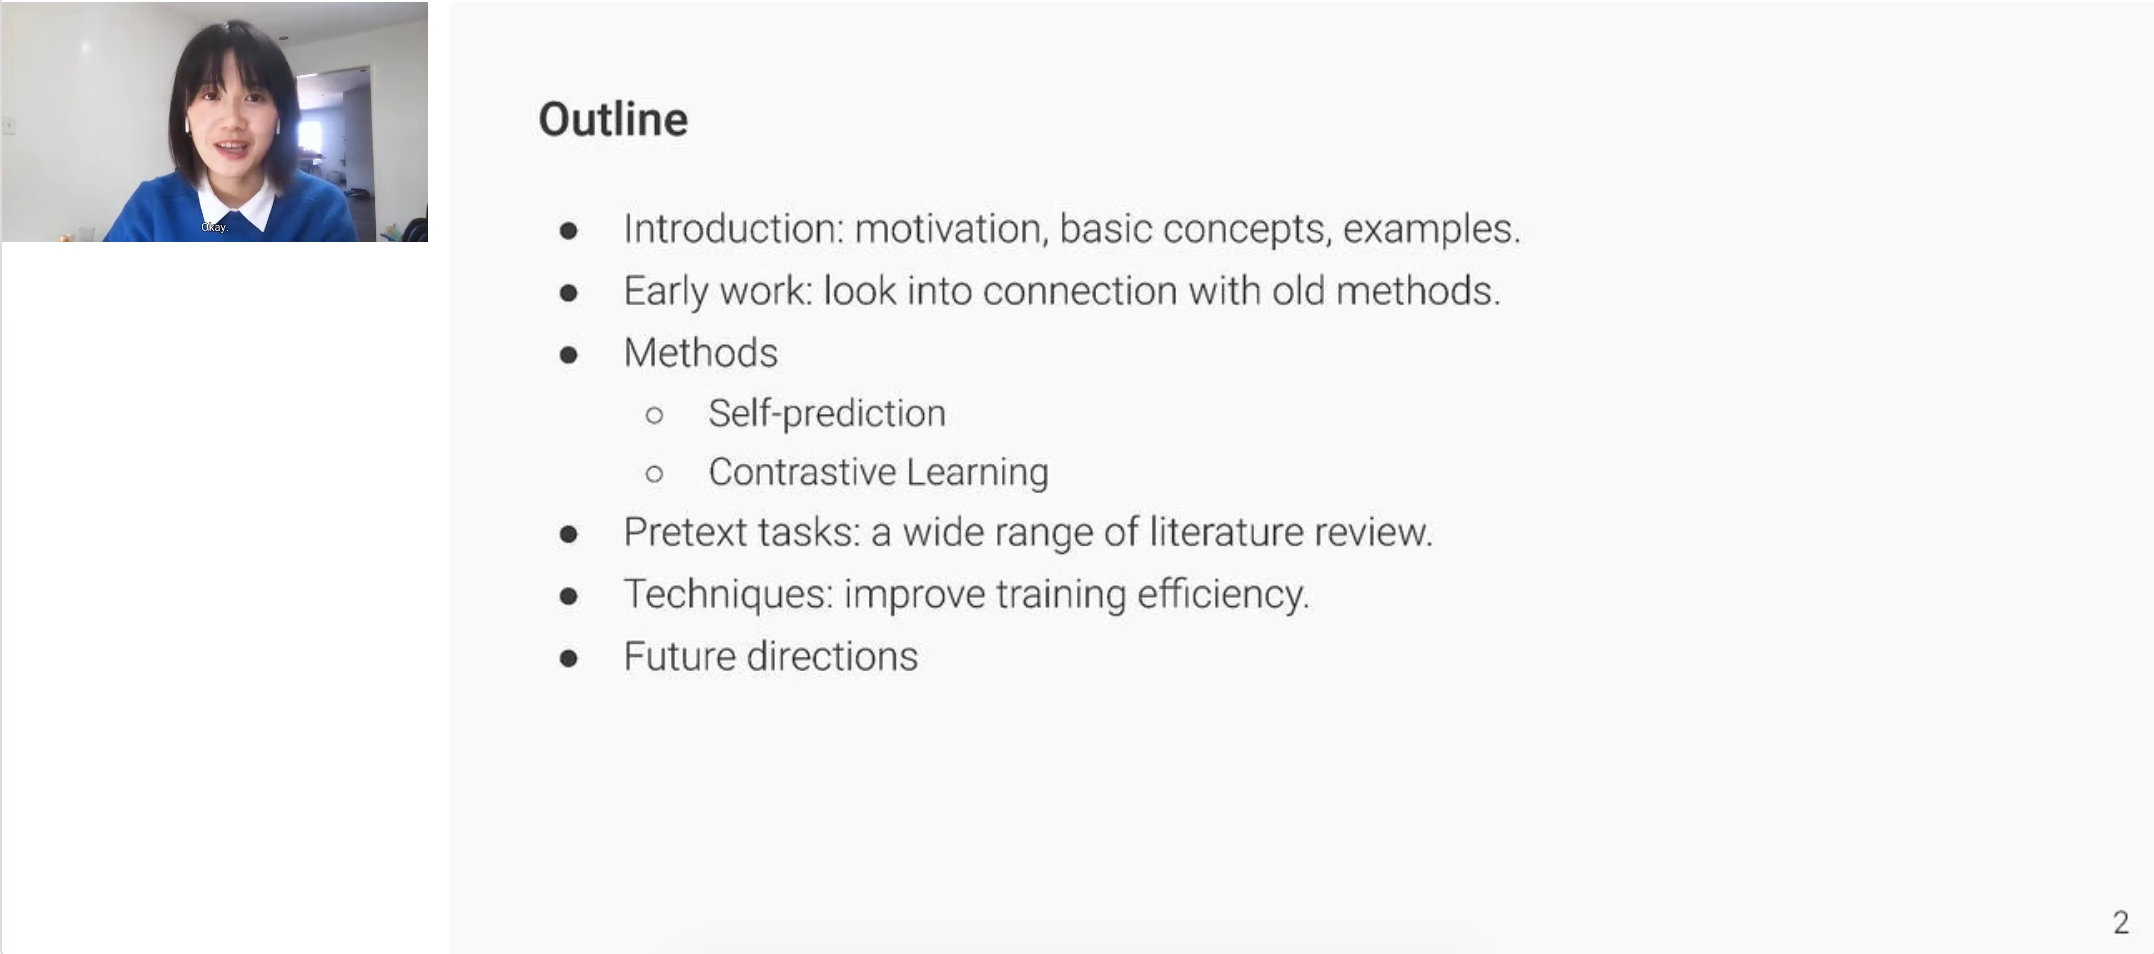 Okay.
Outline
● Introduction: motivation, basic concepts, examples.
● Early work: look into connection with old methods.
● Methods
○ Self-prediction
○ Contrastive Learning
● Pretext tasks: a wide range of literature review.
● Techniques: improve training efficiency.
● Future directions
2